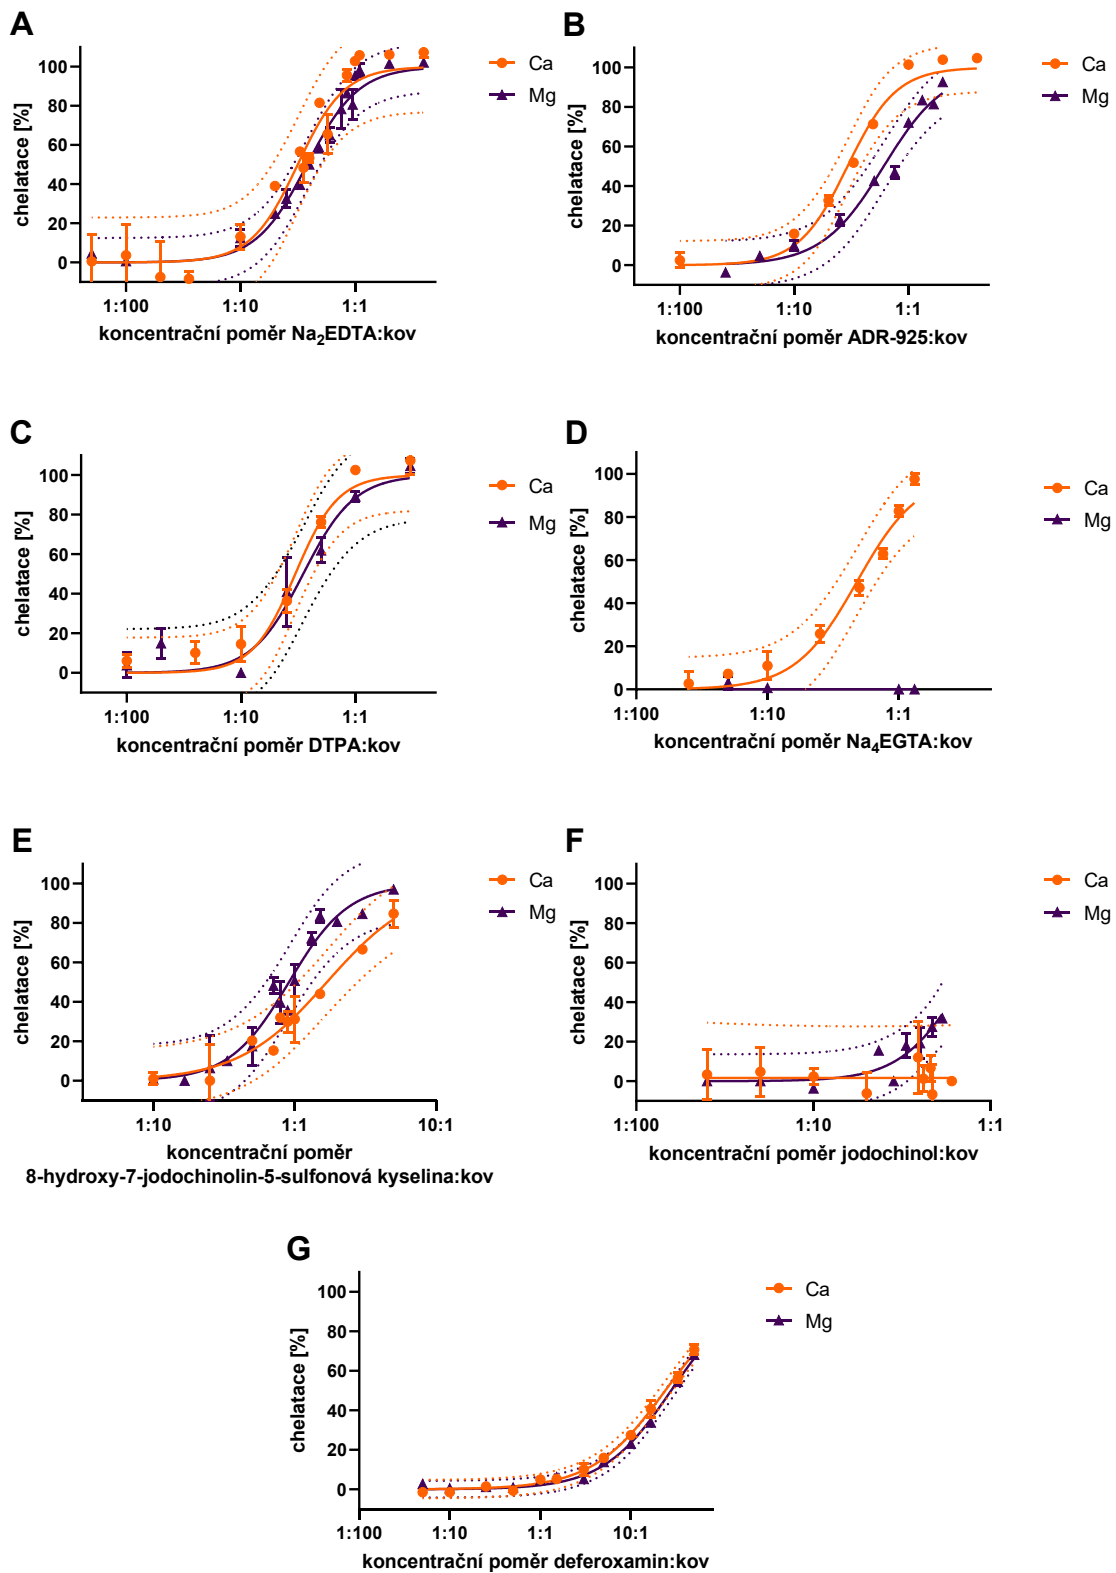 A
chelatace [%]
100
80
60
40
20
0
1:100
1:10
1:1
koncentrační poměr Na₂EDTA:kov
Ca
Mg
B
chelatace [%]
100
80
60
40
20
0
1:100
1:10
1:1
koncentrační poměr ADR-925:kov
Ca
Mg
C
chelatace [%]
100
80
60
40
20
0
1:100
1:10
1:1
koncentrační poměr DTPA:kov
Ca
Mg
D
chelatace [%]
100
80
60
40
20
0
1:100
1:10
1:1
koncentrační poměr Na₄EGTA:kov
Ca
Mg
E
chelatace [%]
100
80
60
40
20
0
1:10
1:1
10:1
koncentrační poměr
8-hydroxy-7-jodochinolin-5-sulfonová kyselina:kov
Ca
Mg
F
chelatace [%]
100
80
60
40
20
0
1:100
1:10
1:1
koncentrační poměr jodochinol:kov
Ca
Mg
G
chelatace [%]
100
80
60
40
20
0
1:100
1:10
1:1
10:1
koncentrační poměr deferoxamin:kov
Ca
Mg